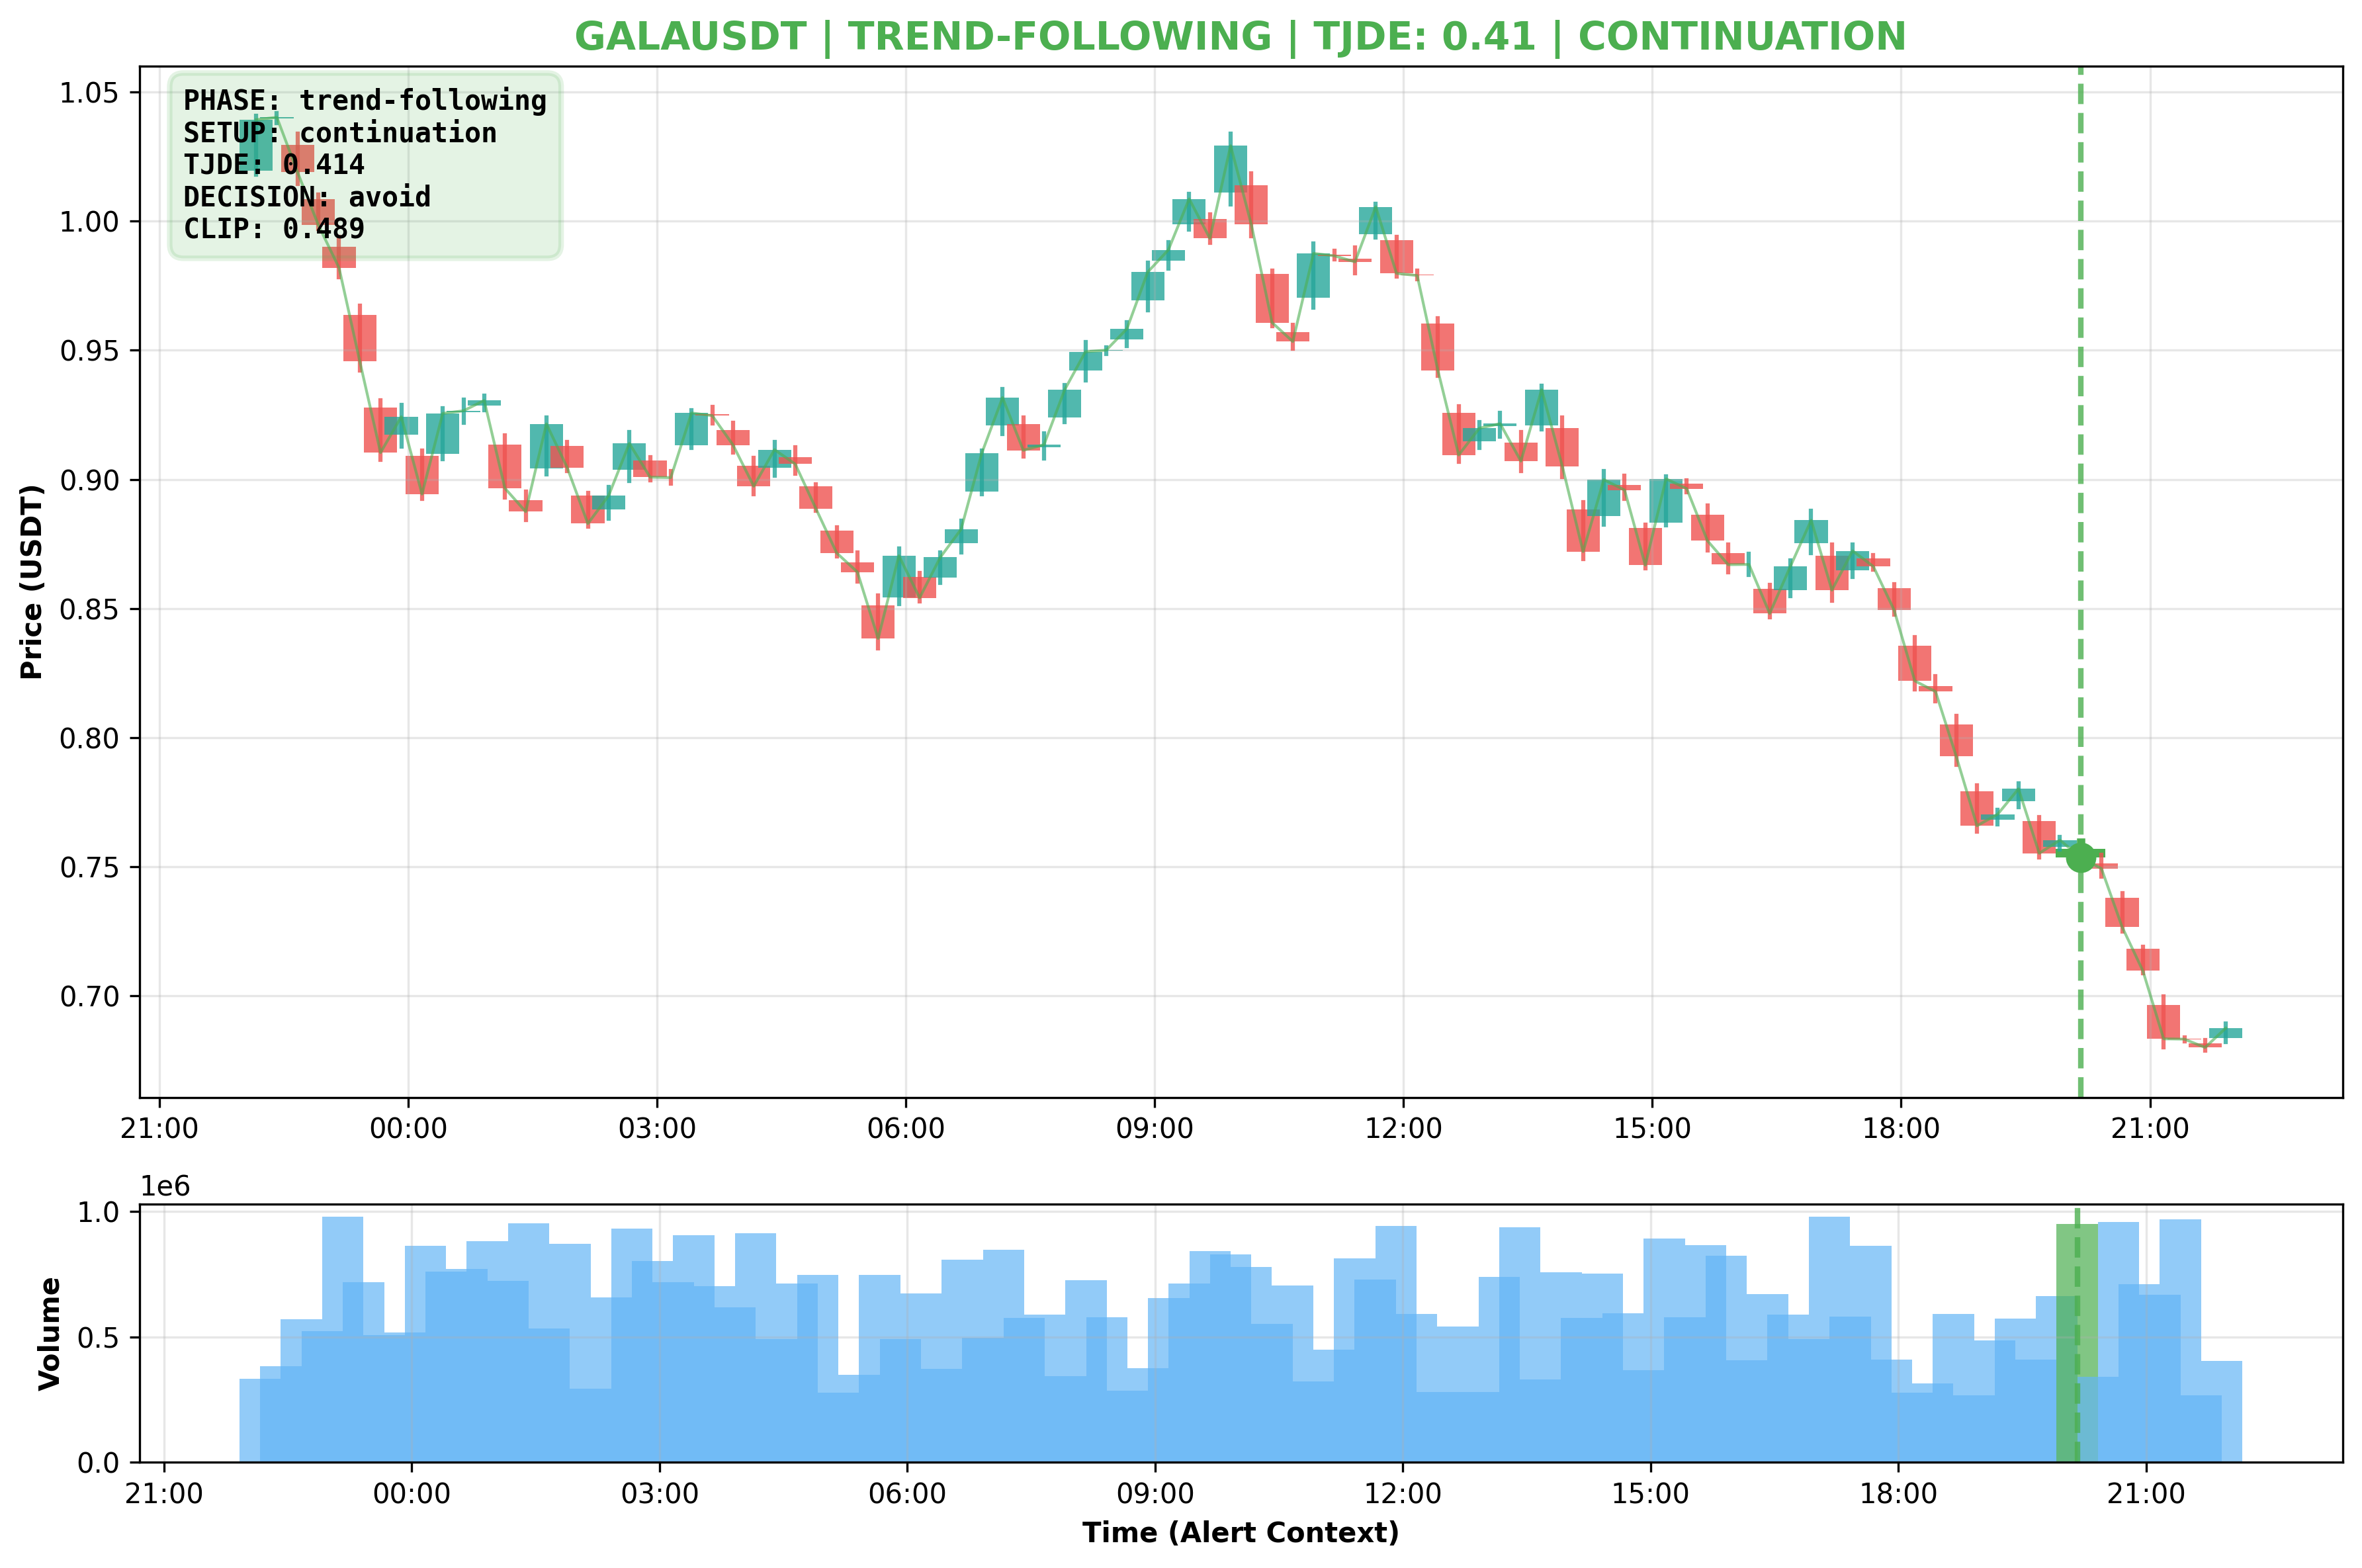 GALAUSDT | TREND-FOLLOWING | TJDE: 0.41 | CONTINUATION
PHASE: trend-following
SETUP: continuation
TJDE: 0.414
DECISION: avoid
CLIP: 0.489
Price (USDT)
1.05
1.00
0.95
0.90
0.85
0.80
0.75
0.70
21:00 00:00 03:00 06:00 09:00 12:00 15:00 18:00 21:00
1e6
Volume
1.0
0.5
0.0
21:00 00:00 03:00 06:00 09:00 12:00 15:00 18:00 21:00
Time (Alert Context)